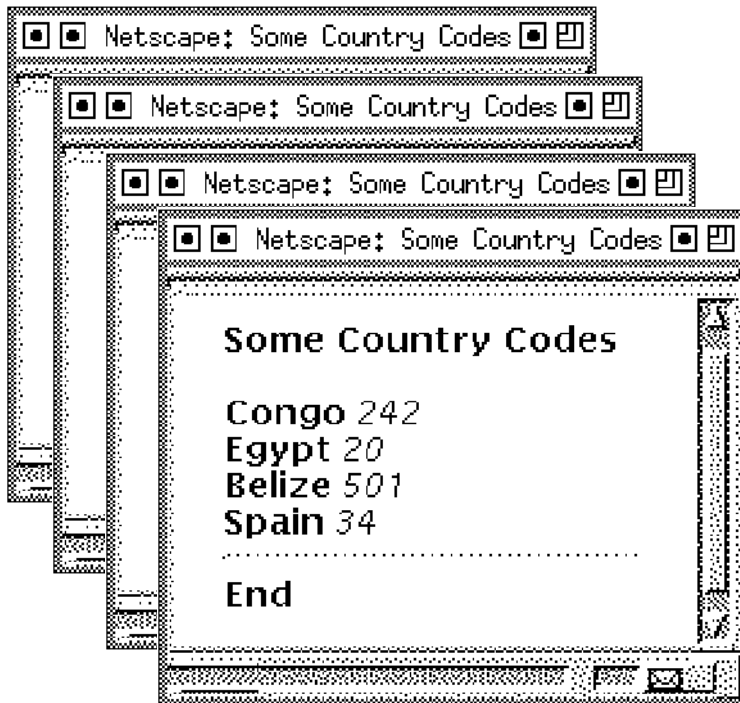 Netscape: Some Country Codes
Netscape: Some Country Codes
Netscape: Some Country Codes
Netscape: Some Country Codes
Some Country Codes
Congo 242
Egypt 20
Belize 501
Spain 34
End